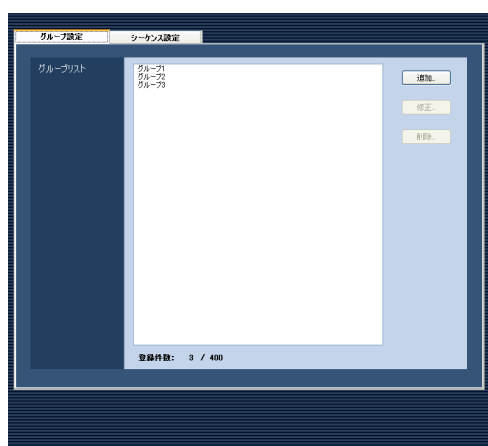 グループ設定 シーケンス設定
グループリスト
グループ1
グループ2
グループ3
追加...
修正...
削除...
登録件数: 3 / 400